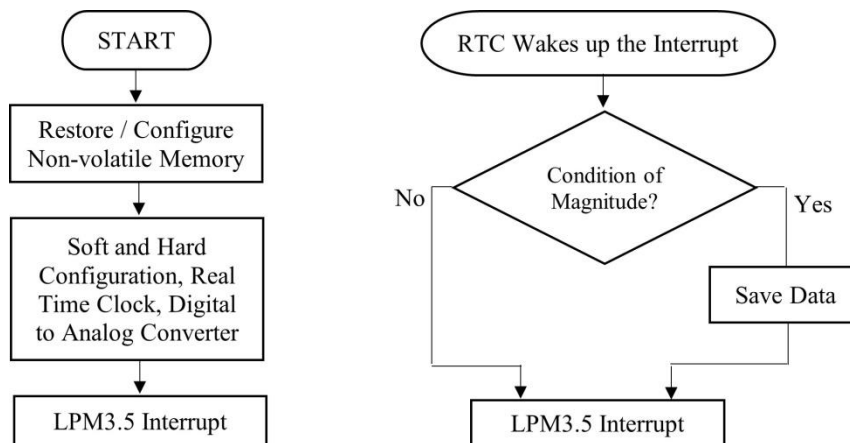 START
Restore / Configure
Non-volatile Memory
Soft and Hard
Configuration, Real
Time Clock, Digital
to Analog Converter
LPM3.5 Interrupt
RTC Wakes up the Interrupt
Condition of
Magnitude?
No
Yes
Save Data
LPM3.5 Interrupt